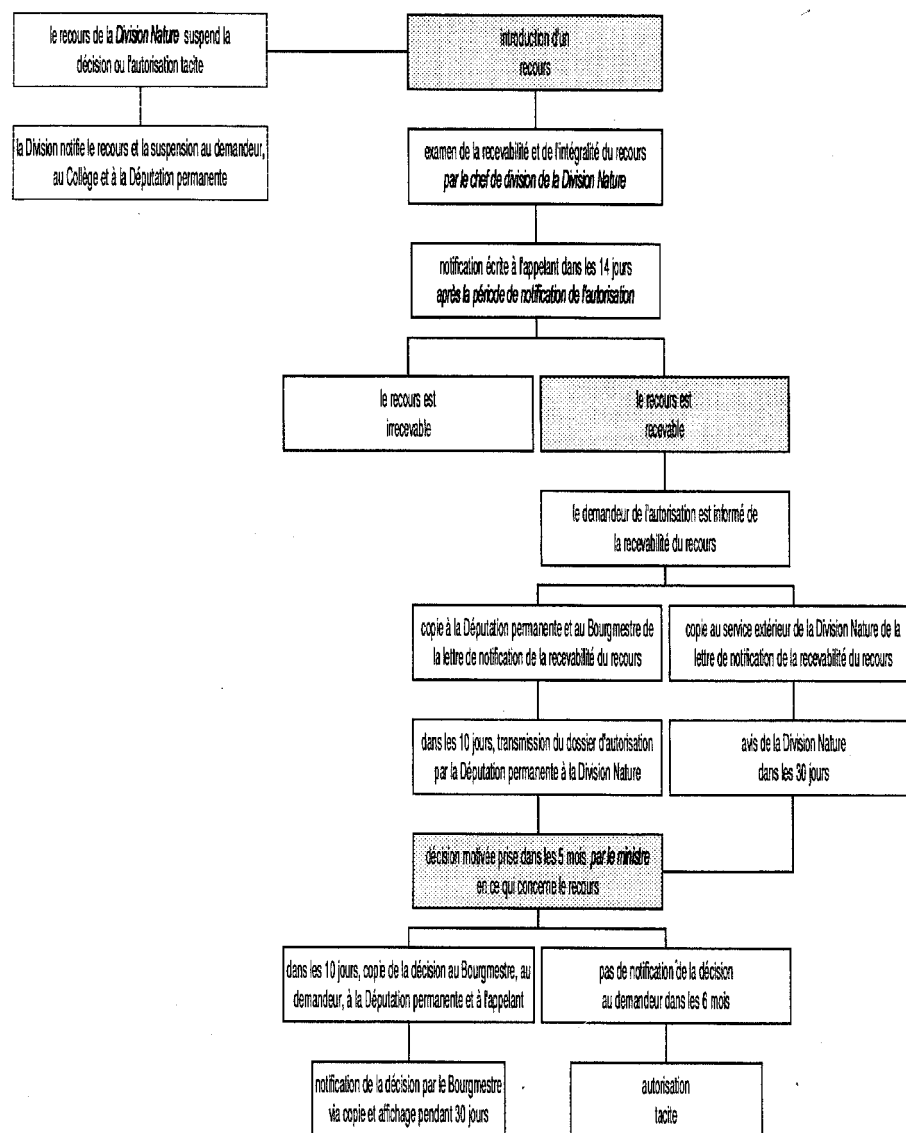 le recours de la Division Nature suspend la
décision ou l'autorisation tacite
introduction d'un
recours
la Division notifie le recours et la suspension au demandeur,
au Collège et à la Députation permanente
examen de la recevabilité et de l'intégralité du recours
par le chef de division de la Division Nature
notification écrite à l'appelant dans les 14 jours
après la période de notification de l'autorisation
le recours est
irrecevable
le recours est
recevable
le demandeur de l'autorisation est informé de
la recevabilité du recours
copie à la Députation permanente et au Bourgmestre de
la lettre de notification de la recevabilité du recours
copie au service extérieur de la Division Nature de la
lettre de notification de la recevabilité du recours
dans les 10 jours, transmission du dossier d'autorisation
par la Députation permanente à la Division Nature
avis de la Division Nature
dans les 30 jours
décision motivée prise dans les 5 mois par le ministre
en ce qui concerne le recours
dans les 10 jours, copie de la décision au Bourgmestre, au
demandeur, à la Députation permanente et à l'appelant
pas de notification de la décision
au demandeur dans les 6 mois
notification de la décision par le Bourgmestre
via copie et affichage pendant 30 jours
autorisation
tacite